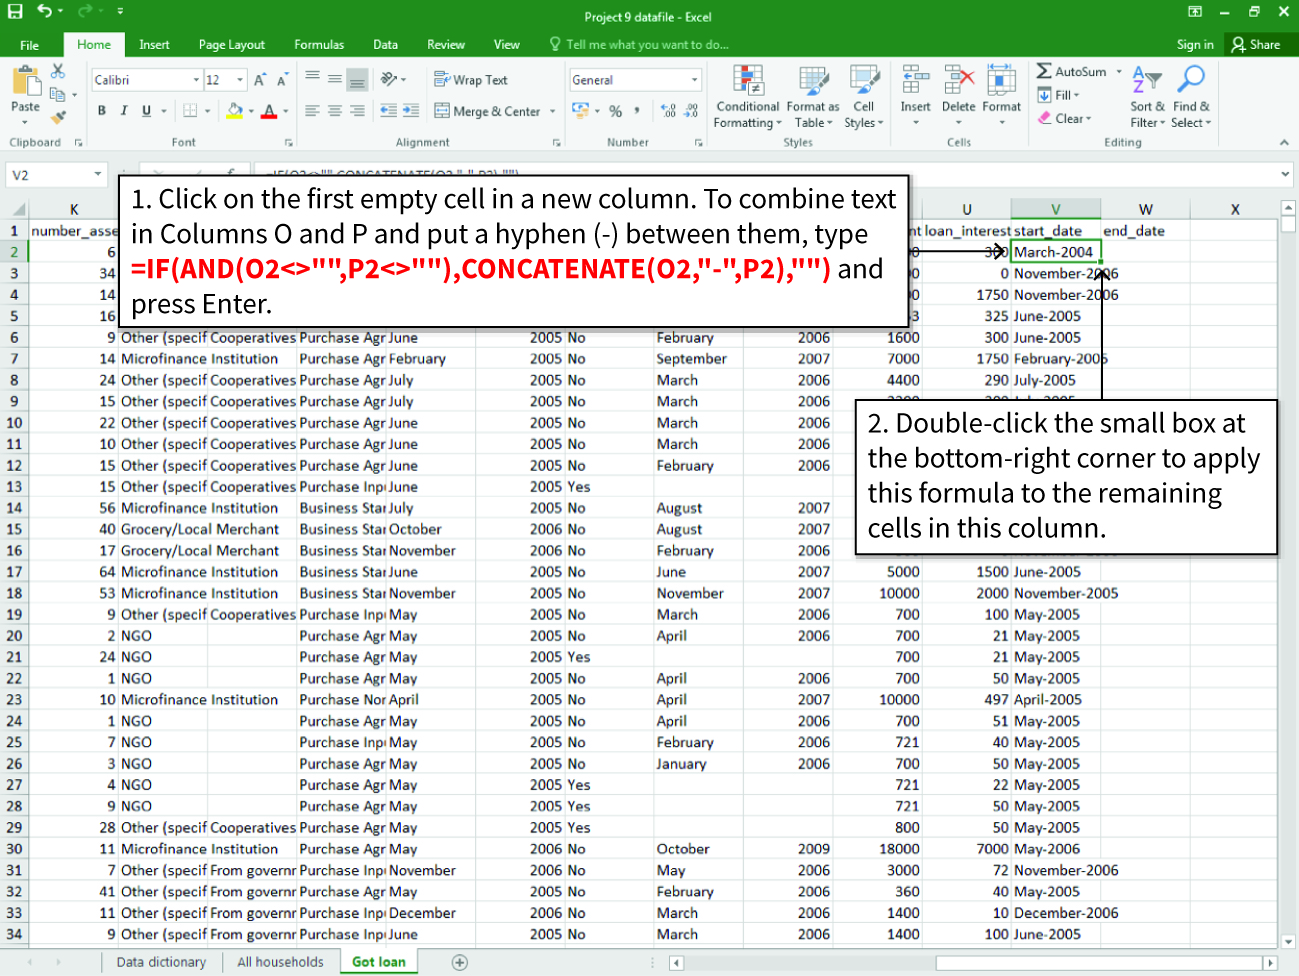 Project 9 datafile - Excel
File Home Insert Page Layout Formulas Data Review View Tell me what you want to do... Sign in Share
Paste Calibri 12 A A Wrap Text General Conditional Formatting Format as Table Cell Styles Insert Delete Format AutoSum Fill Clear Sort & Filter Find & Select
B I U A Merge & Center % ,
Clipboard Font Alignment Number Styles Cells Editing
V2
1. Click on the first empty cell in a new column. To combine text
in Columns O and P and put a hyphen (-) between them, type
=IF(AND(O2<>"",P2<>""),CONCATENATE(O2,"-",P2),"") and
press Enter.
2. Double-click the small box at
the bottom-right corner to apply
this formula to the remaining
cells in this column.
K U V W X
1 number_asse loan_interest start_date end_date
2 6 March-2004
3 34 0 November-2006
4 14 1750 November-2006
5 16 325 June-2005
6 9 Other (specif Cooperatives Purchase Agr June 2005 No February 2006 1600 300 June-2005
7 14 Microfinance Institution Purchase Agr February 2005 No September 2007 7000 1750 February-2005
8 24 Other (specif Cooperatives Purchase Agr July 2005 No March 2006 4400 290 July-2005
9 15 Other (specif Cooperatives Purchase Agr July 2005 No March 2006
10 22 Other (specif Cooperatives Purchase Agr June 2005 No March 2006
11 10 Other (specif Cooperatives Purchase Agr June 2005 No March 2006
12 15 Other (specif Cooperatives Purchase Agr June 2005 No February 2006
13 15 Other (specif Cooperatives Purchase Inpu June 2005 Yes
14 56 Microfinance Institution Business Star July 2005 No August 2007
15 40 Grocery/Local Merchant Business Star October 2006 No August 2007
16 17 Grocery/Local Merchant Business Star November 2006 No February 2006
17 64 Microfinance Institution Business Star June 2005 No June 2007 5000 1500 June-2005
18 53 Microfinance Institution Business Star November 2005 No November 2007 10000 2000 November-2005
19 9 Other (specif Cooperatives Purchase Inpu May 2005 No March 2006 700 100 May-2005
20 2 NGO Purchase Agr May 2005 No April 2006 700 21 May-2005
21 24 NGO Purchase Agr May 2005 Yes 700 21 May-2005
22 1 NGO Purchase Agr May 2005 No April 2006 700 50 May-2005
23 10 Microfinance Institution Purchase Nor April 2005 No April 2007 10000 497 April-2005
24 1 NGO Purchase Agr May 2005 No April 2006 700 51 May-2005
25 7 NGO Purchase Inpu May 2005 No February 2006 721 40 May-2005
26 3 NGO Purchase Agr May 2005 No January 2006 700 50 May-2005
27 4 NGO Purchase Agr May 2005 Yes 721 22 May-2005
28 9 NGO Purchase Agr May 2005 Yes 721 50 May-2005
29 28 Other (specif Cooperatives Purchase Agr May 2005 Yes 800 50 May-2005
30 11 Microfinance Institution Purchase Agr May 2006 No October 2009 18000 7000 May-2006
31 7 Other (specif From governr Purchase Inpu November 2006 No May 2006 3000 72 November-2006
32 41 Other (specif From governr Purchase Agr May 2005 No February 2006 360 40 May-2005
33 11 Other (specif From governr Purchase Inpu December 2006 No March 2006 1400 10 December-2006
34 9 Other (specif From governr Purchase Inpu June 2005 No March 2006 1400 100 June-2005
Data dictionary All households Got loan